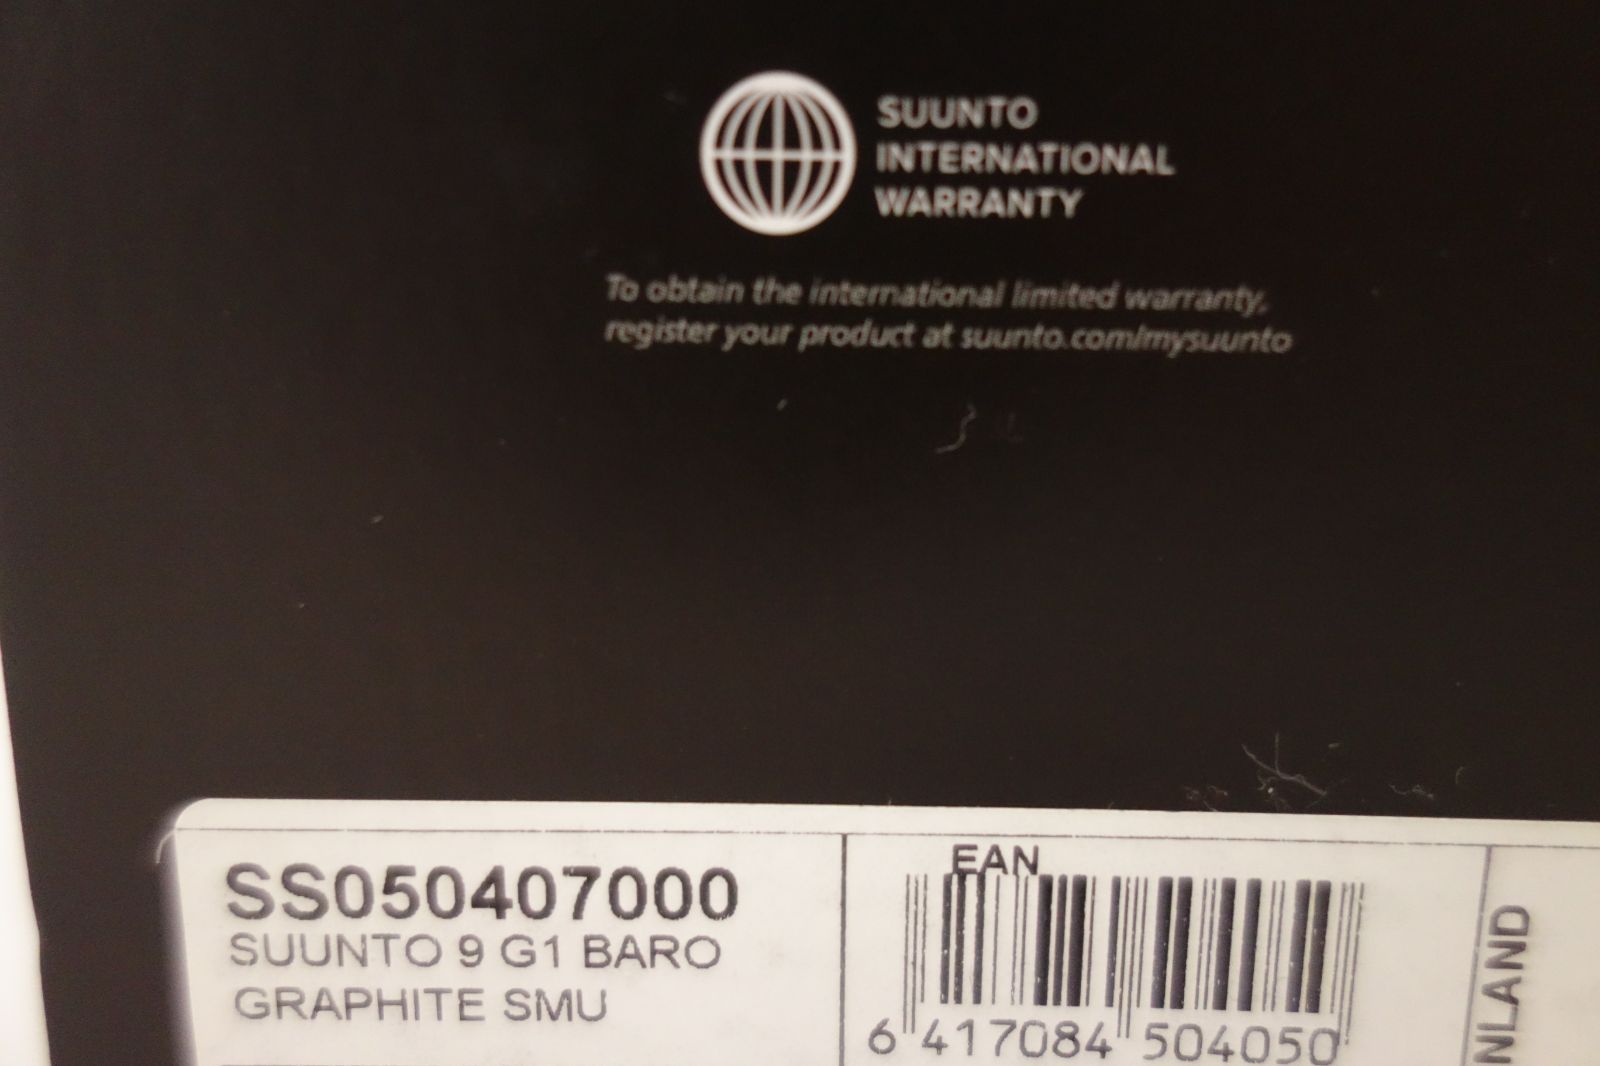 SUUNTO
INTERNATIONAL
WARRANTY
To obtain the international limited warranty,
register your product at suunto.com/mysuunto
SS050407000
SUUNTO 9 G1 BARO
GRAPHITE SMU
EAN
6 417084 504050
NLAND